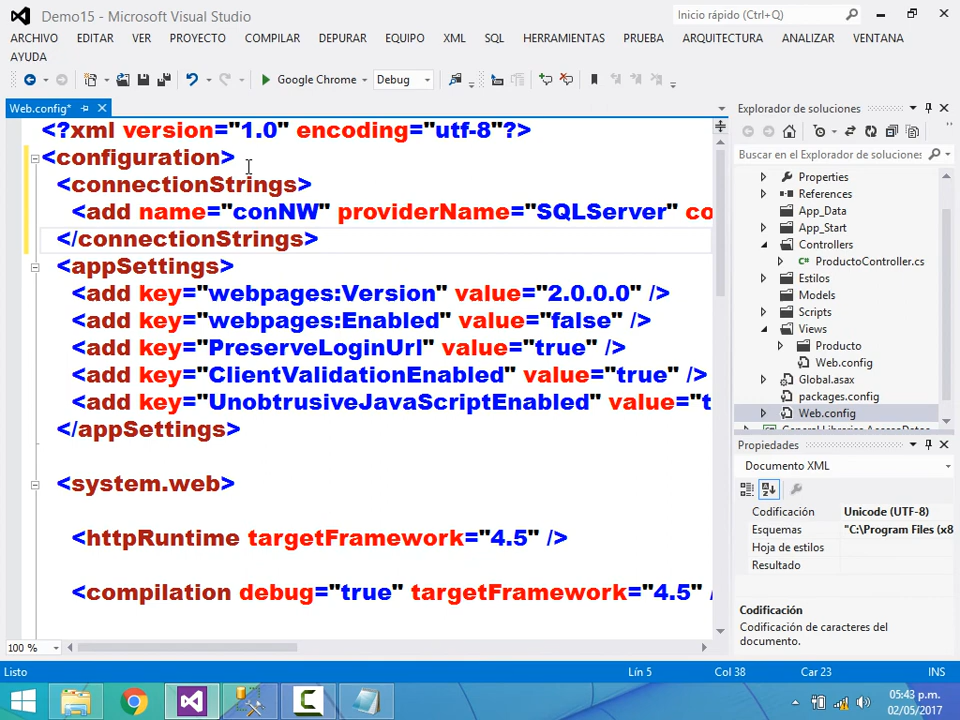 Demo15 - Microsoft Visual Studio
Inicio rápido (Ctrl+Q)
ARCHIVO EDITAR VER PROYECTO COMPILAR DEPURAR EQUIPO XML SQL HERRAMIENTAS PRUEBA ARQUITECTURA ANALIZAR VENTANA
AYUDA
Google Chrome Debug
Web.config*
<?xml version="1.0" encoding="utf-8"?>
<configuration>
<connectionStrings>
<add name="conNW" providerName="SQLServer" co
</connectionStrings>
<appSettings>
<add key="webpages:Version" value="2.0.0.0" />
<add key="webpages:Enabled" value="false" />
<add key="PreserveLoginUrl" value="true" />
<add key="ClientValidationEnabled" value="true" />
<add key="UnobtrusiveJavaScriptEnabled" value="t
</appSettings>
<system.web>
<httpRuntime targetFramework="4.5" />
<compilation debug="true" targetFramework="4.5" /
100 %
Explorador de soluciones
Buscar en el Explorador de soluciones
Properties
References
App_Data
App_Start
Controllers
C# ProductoController.cs
Estilos
Models
Scripts
Views
Producto
Web.config
Global.asax
packages.config
Web.config
Propiedades
Documento XML
Codificación Unicode (UTF-8)
Esquemas "C:\Program Files (x8
Hoja de estilos
Resultado
Codificación
Codificación de caracteres del
documento.
Listo Lín 5 Col 38 Car 23 INS
05:43 p.m.
02/05/2017